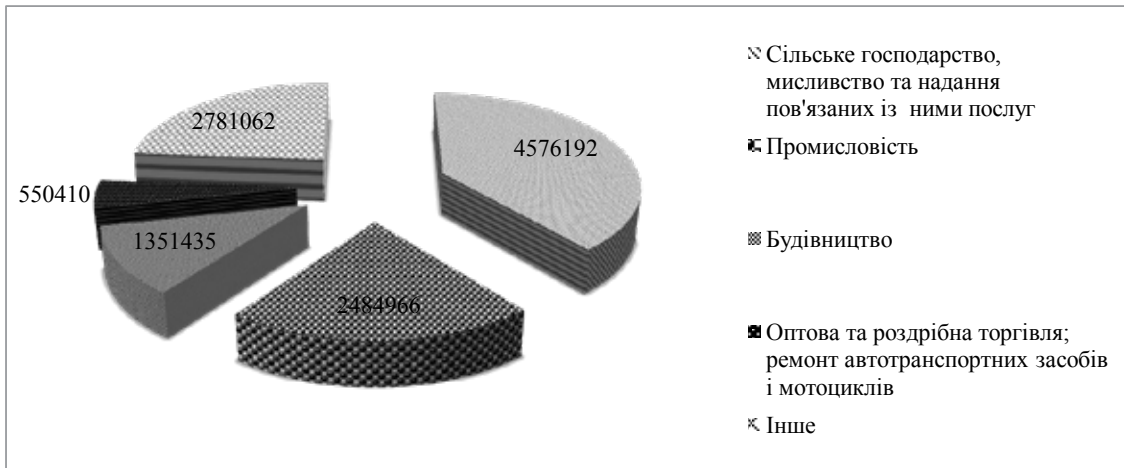 2781062
4576192
550410
1351435
2484966
Сільське господарство,
мисливство та надання
пов'язаних із ними послуг
Промисловість
Будівництво
Оптова та роздрібна торгівля;
ремонт автотранспортних засобів
і мотоциклів
Інше